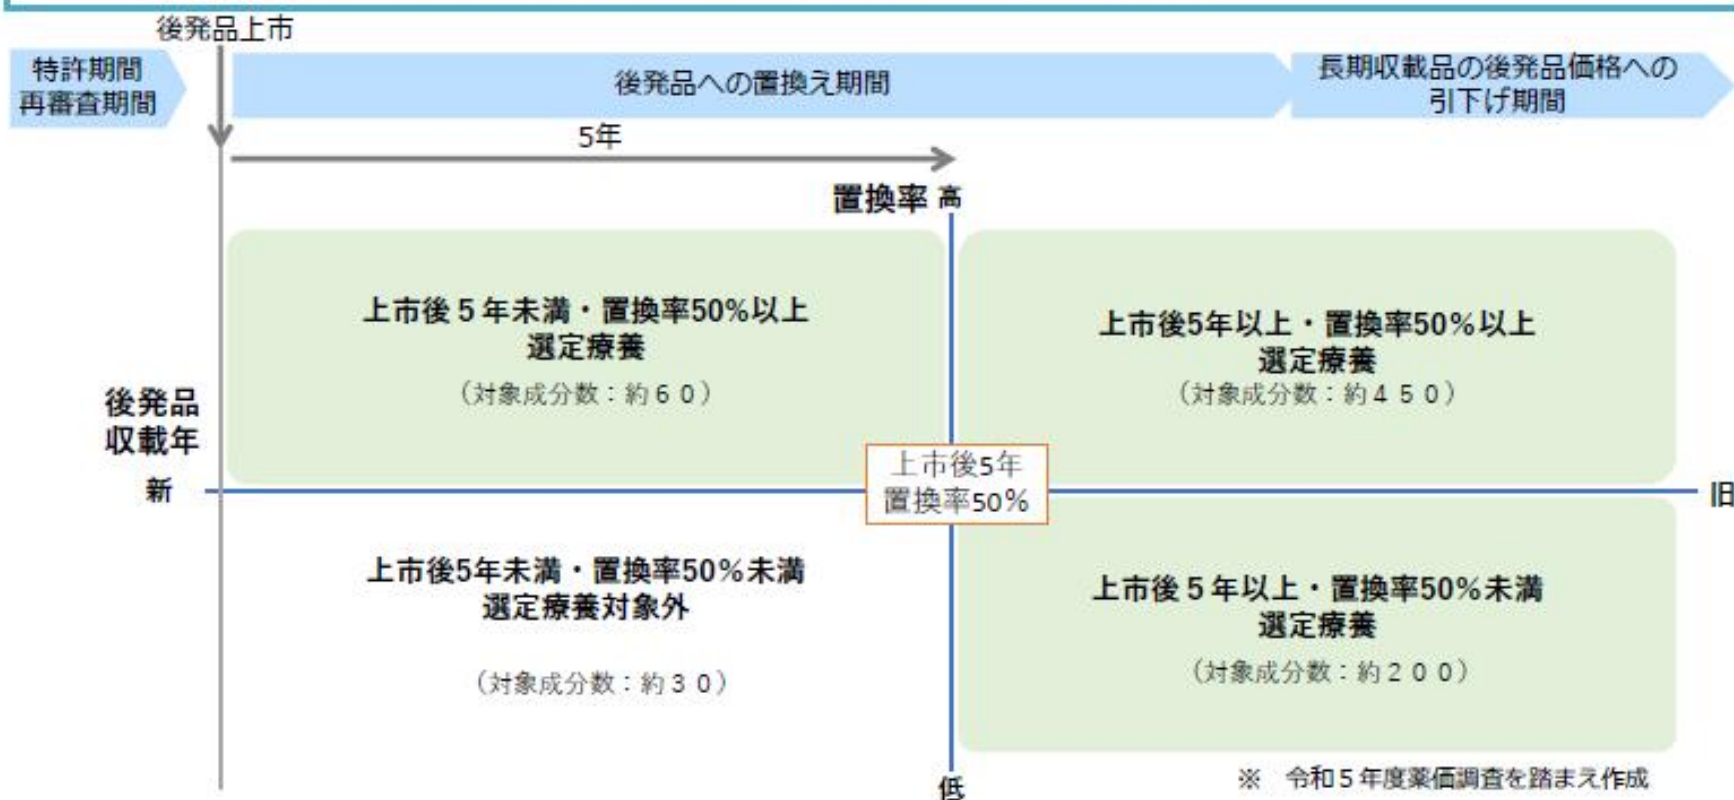 後発品上市
特許期間
再審査期間
後発品への置換え期間
長期収載品の後発品価格への
引下げ期間
5年
置換率 高
上市後５年未満・置換率50%以上
選定療養
（対象成分数：約６０）
上市後5年以上・置換率50%以上
選定療養
（対象成分数：約４５０）
後発品
収載年
新
上市後5年
置換率50%
旧
上市後5年未満・置換率50%未満
選定療養対象外
（対象成分数：約３０）
上市後５年以上・置換率50%未満
選定療養
（対象成分数：約２００）
低
※　令和５年度薬価調査を踏まえ作成